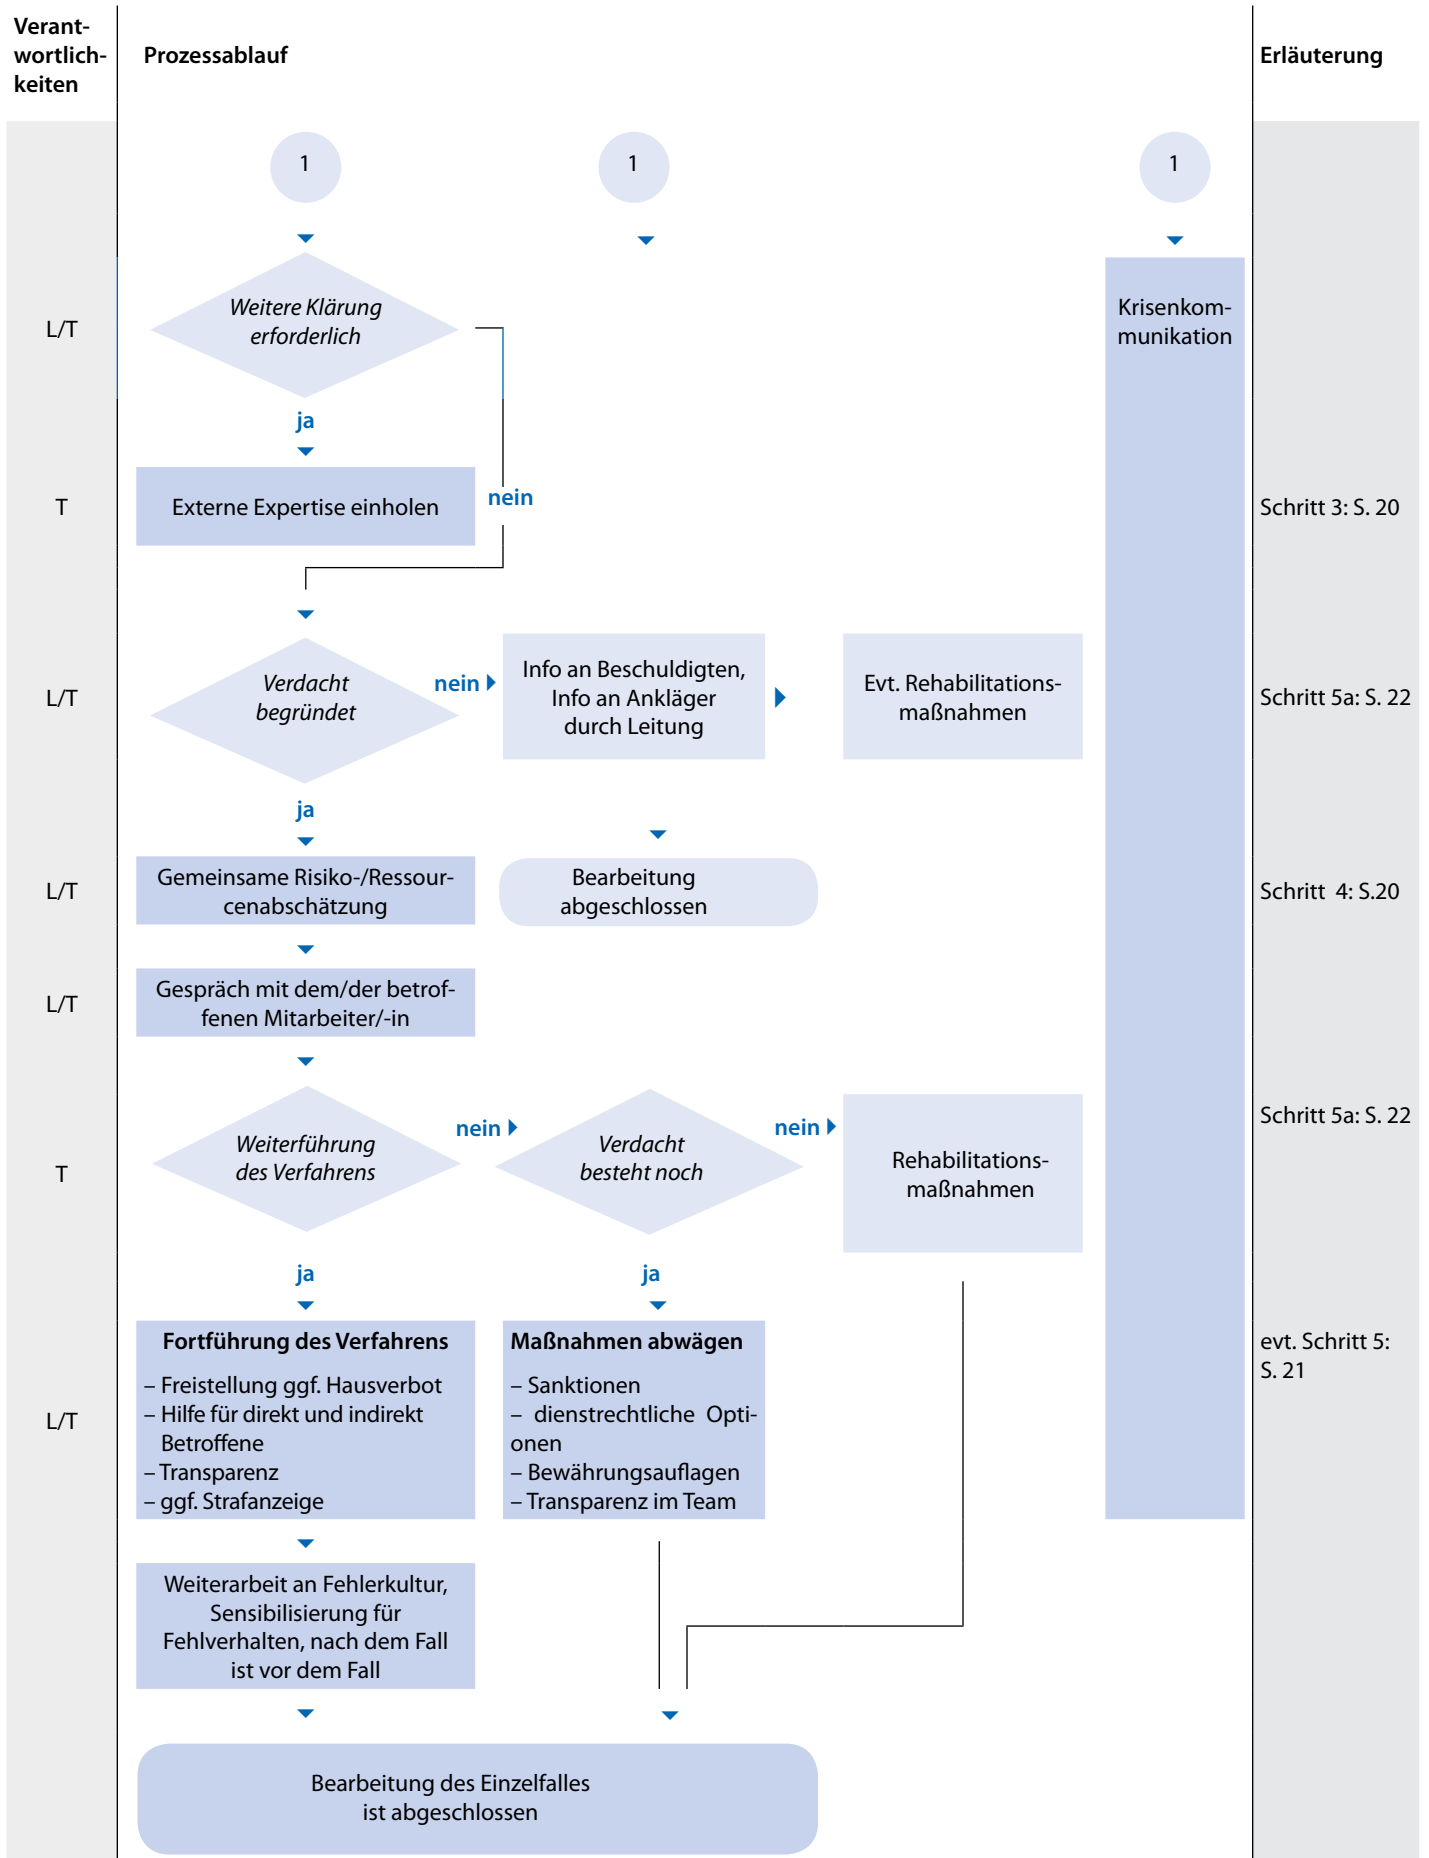 Verant-
wortlich-
keiten
Prozessablauf
Erläuterung
1
1
1
L/T
Weitere Klärung
erforderlich
Krisenkom-
munikation
ja
T
Externe Expertise einholen
nein
Schritt 3: S. 20
L/T
Verdacht
begründet
nein
Info an Beschuldigten,
Info an Ankläger
durch Leitung
Evt. Rehabilitations-
maßnahmen
Schritt 5a: S. 22
ja
L/T
Gemeinsame Risiko-/Ressour-
cenabschätzung
Bearbeitung
abgeschlossen
Schritt  4: S.20
L/T
Gespräch mit dem/der betrof-
fenen Mitarbeiter/-in
T
Weiterführung
des Verfahrens
nein
Verdacht
besteht noch
nein
Rehabilitations-
maßnahmen
Schritt 5a: S. 22
ja
ja
L/T
Fortführung des Verfahrens
– Freistellung ggf. Hausverbot
– Hilfe für direkt und indirekt
Betroffene
– Transparenz
– ggf. Strafanzeige
Maßnahmen abwägen
– Sanktionen
– dienstrechtliche Opti-
onen
– Bewährungsauflagen
– Transparenz im Team
evt. Schritt 5:
S. 21
Weiterarbeit an Fehlerkultur,
Sensibilisierung für
Fehlverhalten, nach dem Fall
ist vor dem Fall
Bearbeitung des Einzelfalles
ist abgeschlossen